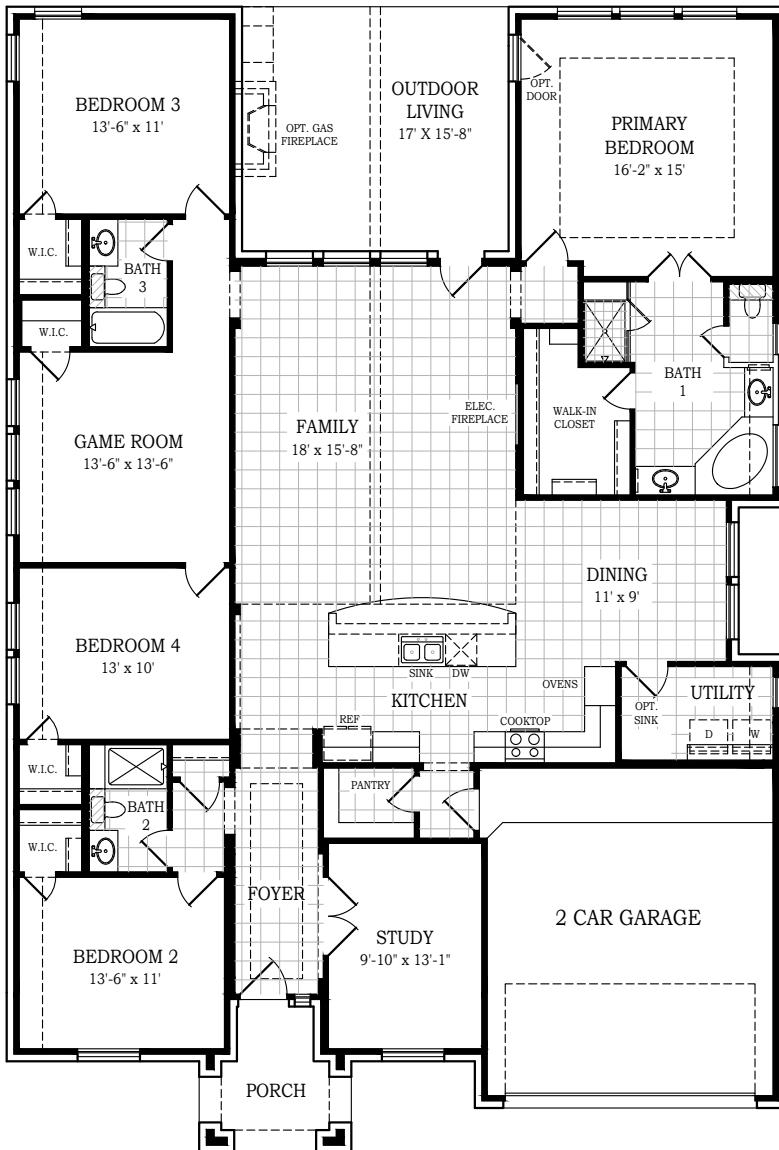 BEDROOM 3
13'-6" x 11'
OPT. GAS
FIREPLACE
OUTDOOR
LIVING
17' X 15'-8"
OPT.
DOOR
PRIMARY
BEDROOM
16'-2" x 15'
W.I.C.
BATH
3
W.I.C.
GAME ROOM
13'-6" x 13'-6"
FAMILY
18' x 15'-8"
ELEC.
FIREPLACE
WALK-IN
CLOSET
BATH
1
DINING
11' x 9'
BEDROOM 4
13' x 10'
SINK
DW
KITCHEN
OVENS
REF
COOKTOP
OPT.
SINK
UTILITY
D
W
W.I.C.
BATH
2
W.I.C.
PANTRY
FOYER
BEDROOM 2
13'-6" x 11'
STUDY
9'-10" x 13'-1"
2 CAR GARAGE
PORCH